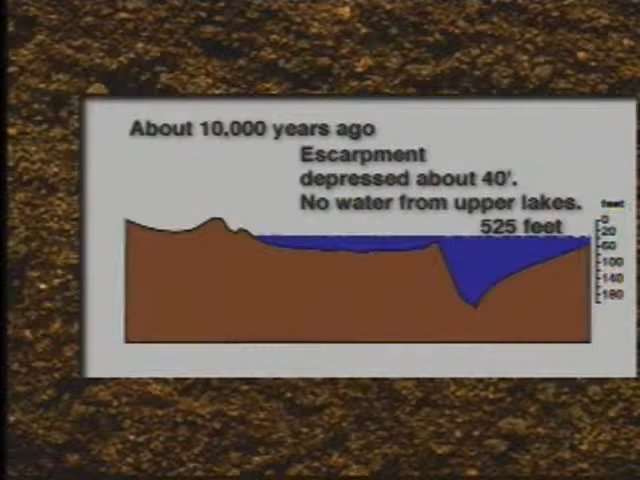 About 10,000 years ago
Escarpment
depressed about 40'.
No water from upper lakes.
525 feet
feet
0
20
60
100
140
180